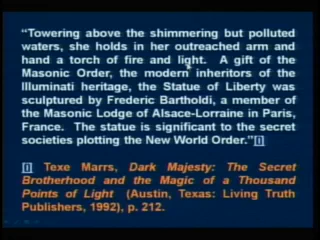 “Towering above the shimmering but polluted
waters, she holds in her outreached arm and
hand a torch of fire and light.  A gift of the
Masonic Order, the modern inheritors of the
Illuminati heritage, the Statue of Liberty was
sculptured by Frederic Bartholdi, a member of
the Masonic Lodge of Alsace-Lorraine in Paris,
France.  The statue is significant to the secret
societies plotting the New World Order.”[i]
[i] Texe Marrs, Dark Majesty: The Secret
Brotherhood and the Magic of a Thousand
Points of Light  (Austin, Texas: Living Truth
Publishers, 1992), p. 212.